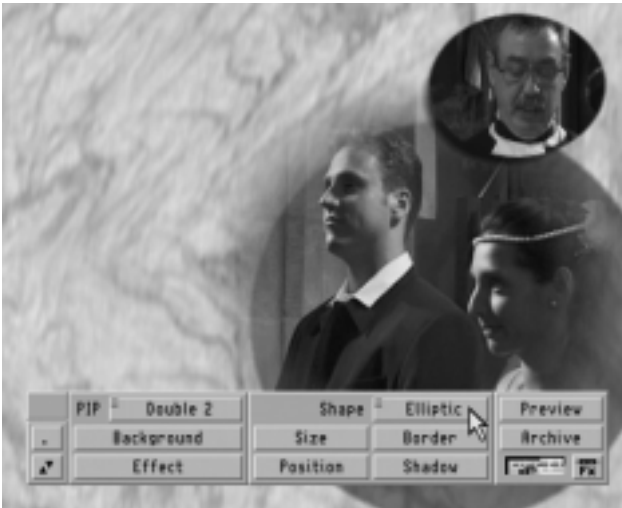 PIP Double 2 Shape Elliptic Preview
Background Size Border Archive
Effect Position Shadow FX